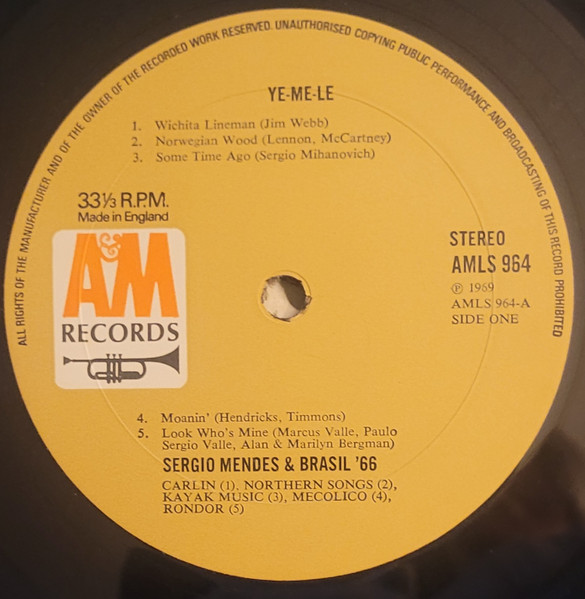 ALL RIGHTS OF THE MANUFACTURER AND OF THE OWNER OF THE RECORDED WORK RESERVED. UNAUTHORISED COPYING PUBLIC PERFORMANCE AND BROADCASTING OF THIS RECORD PROHIBITED
YE-ME-LE
1. Wichita Lineman (Jim Webb)
2. Norwegian Wood (Lennon, McCartney)
3. Some Time Ago (Sergio Mihanovich)
33⅓ R.P.M.
Made in England
A&M
RECORDS
STEREO
AMLS 964
℗ 1969
AMLS 964-A
SIDE ONE
4. Moanin' (Hendricks, Timmons)
5. Look Who's Mine (Marcus Valle, Paulo
Sergio Valle, Alan & Marilyn Bergman)
SERGIO MENDES & BRASIL '66
CARLIN (1), NORTHERN SONGS (2),
KAYAK MUSIC (3), MECOLICO (4),
RONDOR (5)